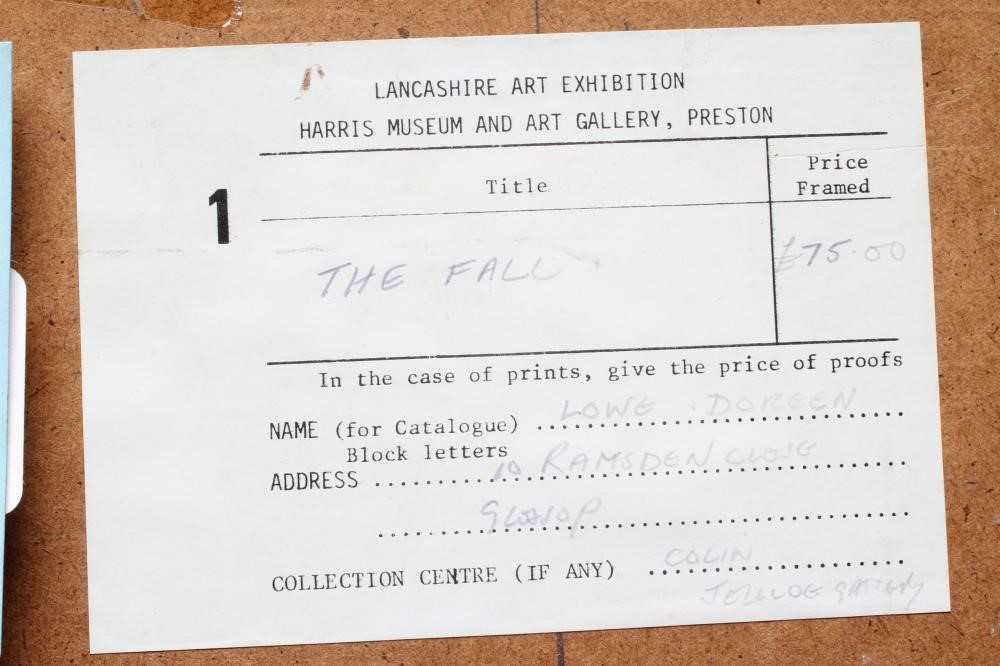 LANCASHIRE ART EXHIBITION
HARRIS MUSEUM AND ART GALLERY, PRESTON
Title
Price
Framed
1
THE FALL
£75.00
In the case of prints, give the price of proofs
NAME (for Catalogue) LOWE DOREEN
Block letters
ADDRESS 10 RAMSDEN CLOSE
GLOSSOP
COLLECTION CENTRE (IF ANY) COLIN
JELLICOE GALLERY